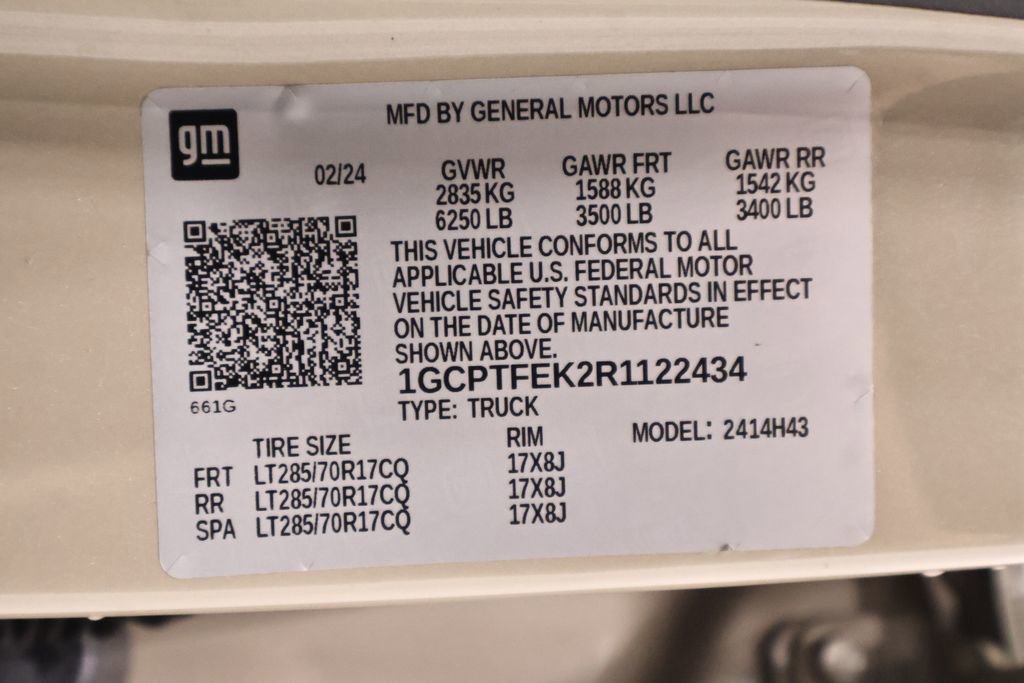 gm
MFD BY GENERAL MOTORS LLC
02/24
GVWR GAWR FRT GAWR RR
2835 KG 1588 KG 1542 KG
6250 LB 3500 LB 3400 LB
THIS VEHICLE CONFORMS TO ALL
APPLICABLE U.S. FEDERAL MOTOR
VEHICLE SAFETY STANDARDS IN EFFECT
ON THE DATE OF MANUFACTURE
SHOWN ABOVE.
1GCPTFEK2R1122434
661G
TYPE: TRUCK
TIRE SIZE RIM MODEL: 2414H43
FRT LT285/70R17CQ 17X8J
RR LT285/70R17CQ 17X8J
SPA LT285/70R17CQ 17X8J